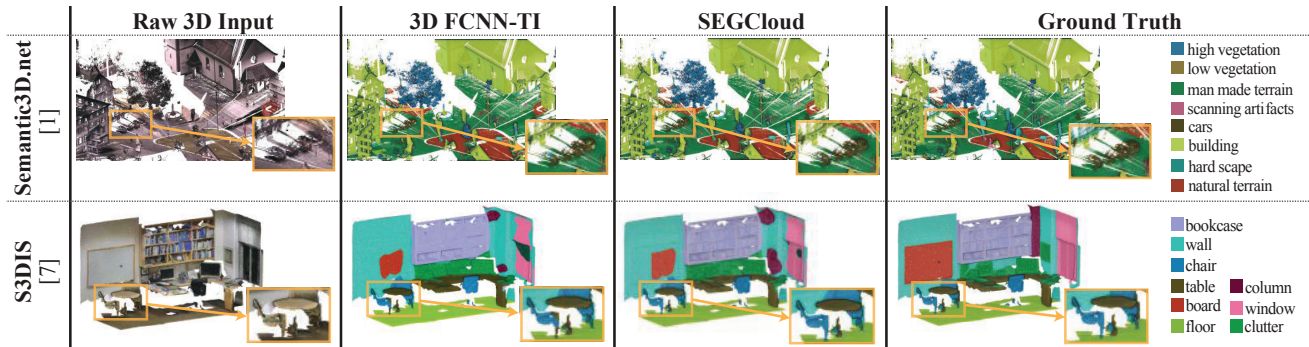 Raw 3D Input 3D FCNN-TI SEGCloud Ground Truth
Semantic3D.net
[1]
high vegetation
low vegetation
man made terrain
scanning artifacts
cars
building
hard scape
natural terrain
S3DIS
[7]
bookcase
wall
chair
table column
board window
floor clutter